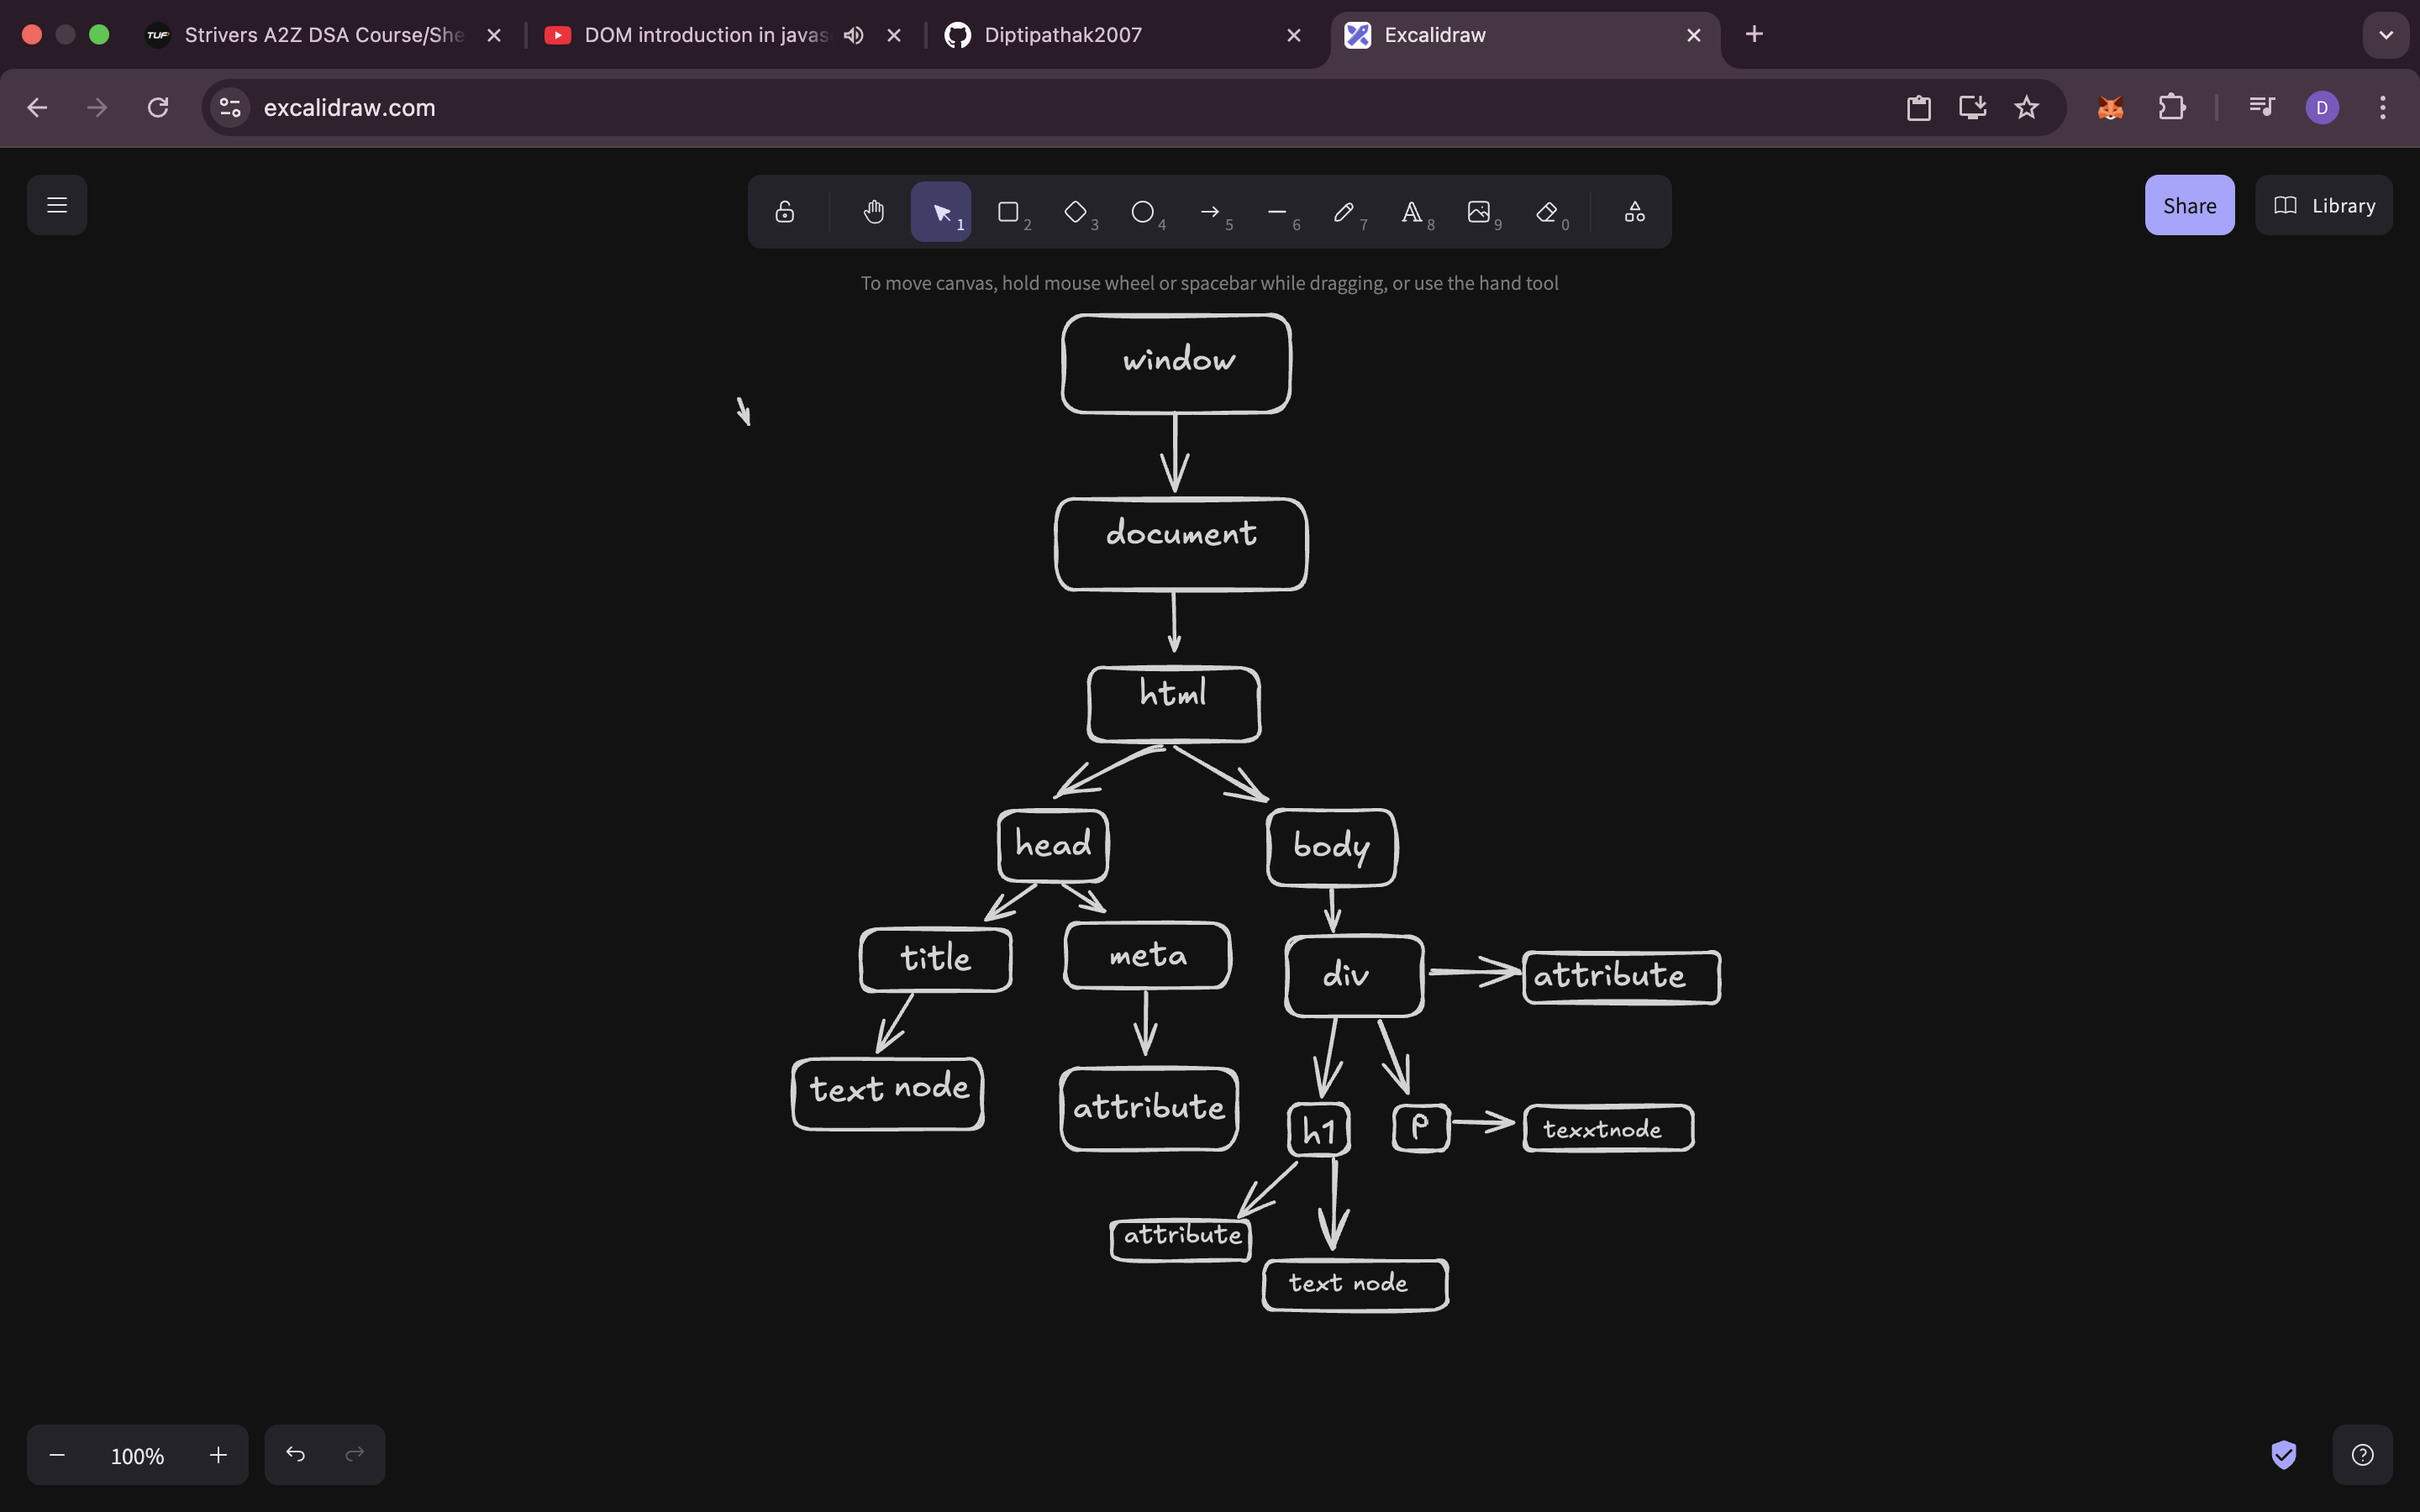 TUF
Strivers A2Z DSA Course/She
DOM introduction in javas
Diptipathak2007
Excalidraw
excalidraw.com
D
1
2
3
4
5
6
7
A 8
9
0
Share
Library
To move canvas, hold mouse wheel or spacebar while dragging, or use the hand tool
window
document
html
head
body
title
meta
div
attribute
text node
attribute
h1
P
texxtnode
attribute
text node
100%